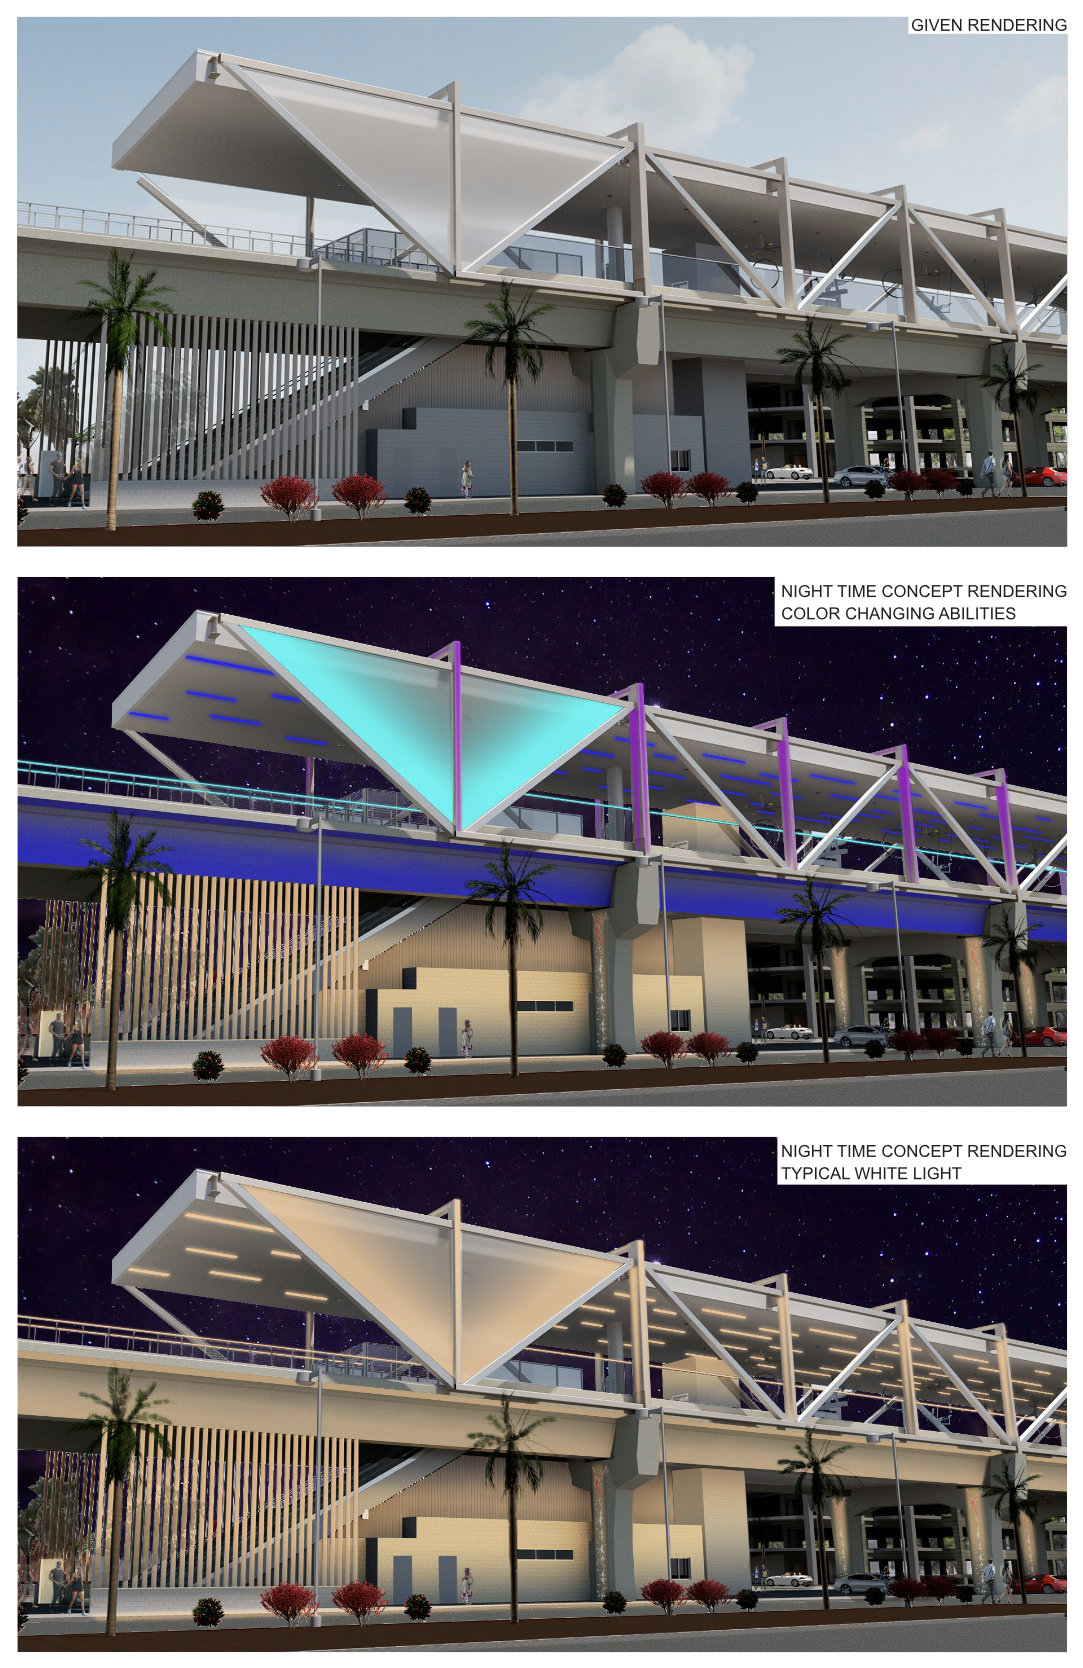 GIVEN RENDERING
NIGHT TIME CONCEPT RENDERING
COLOR CHANGING ABILITIES
NIGHT TIME CONCEPT RENDERING
TYPICAL WHITE LIGHT